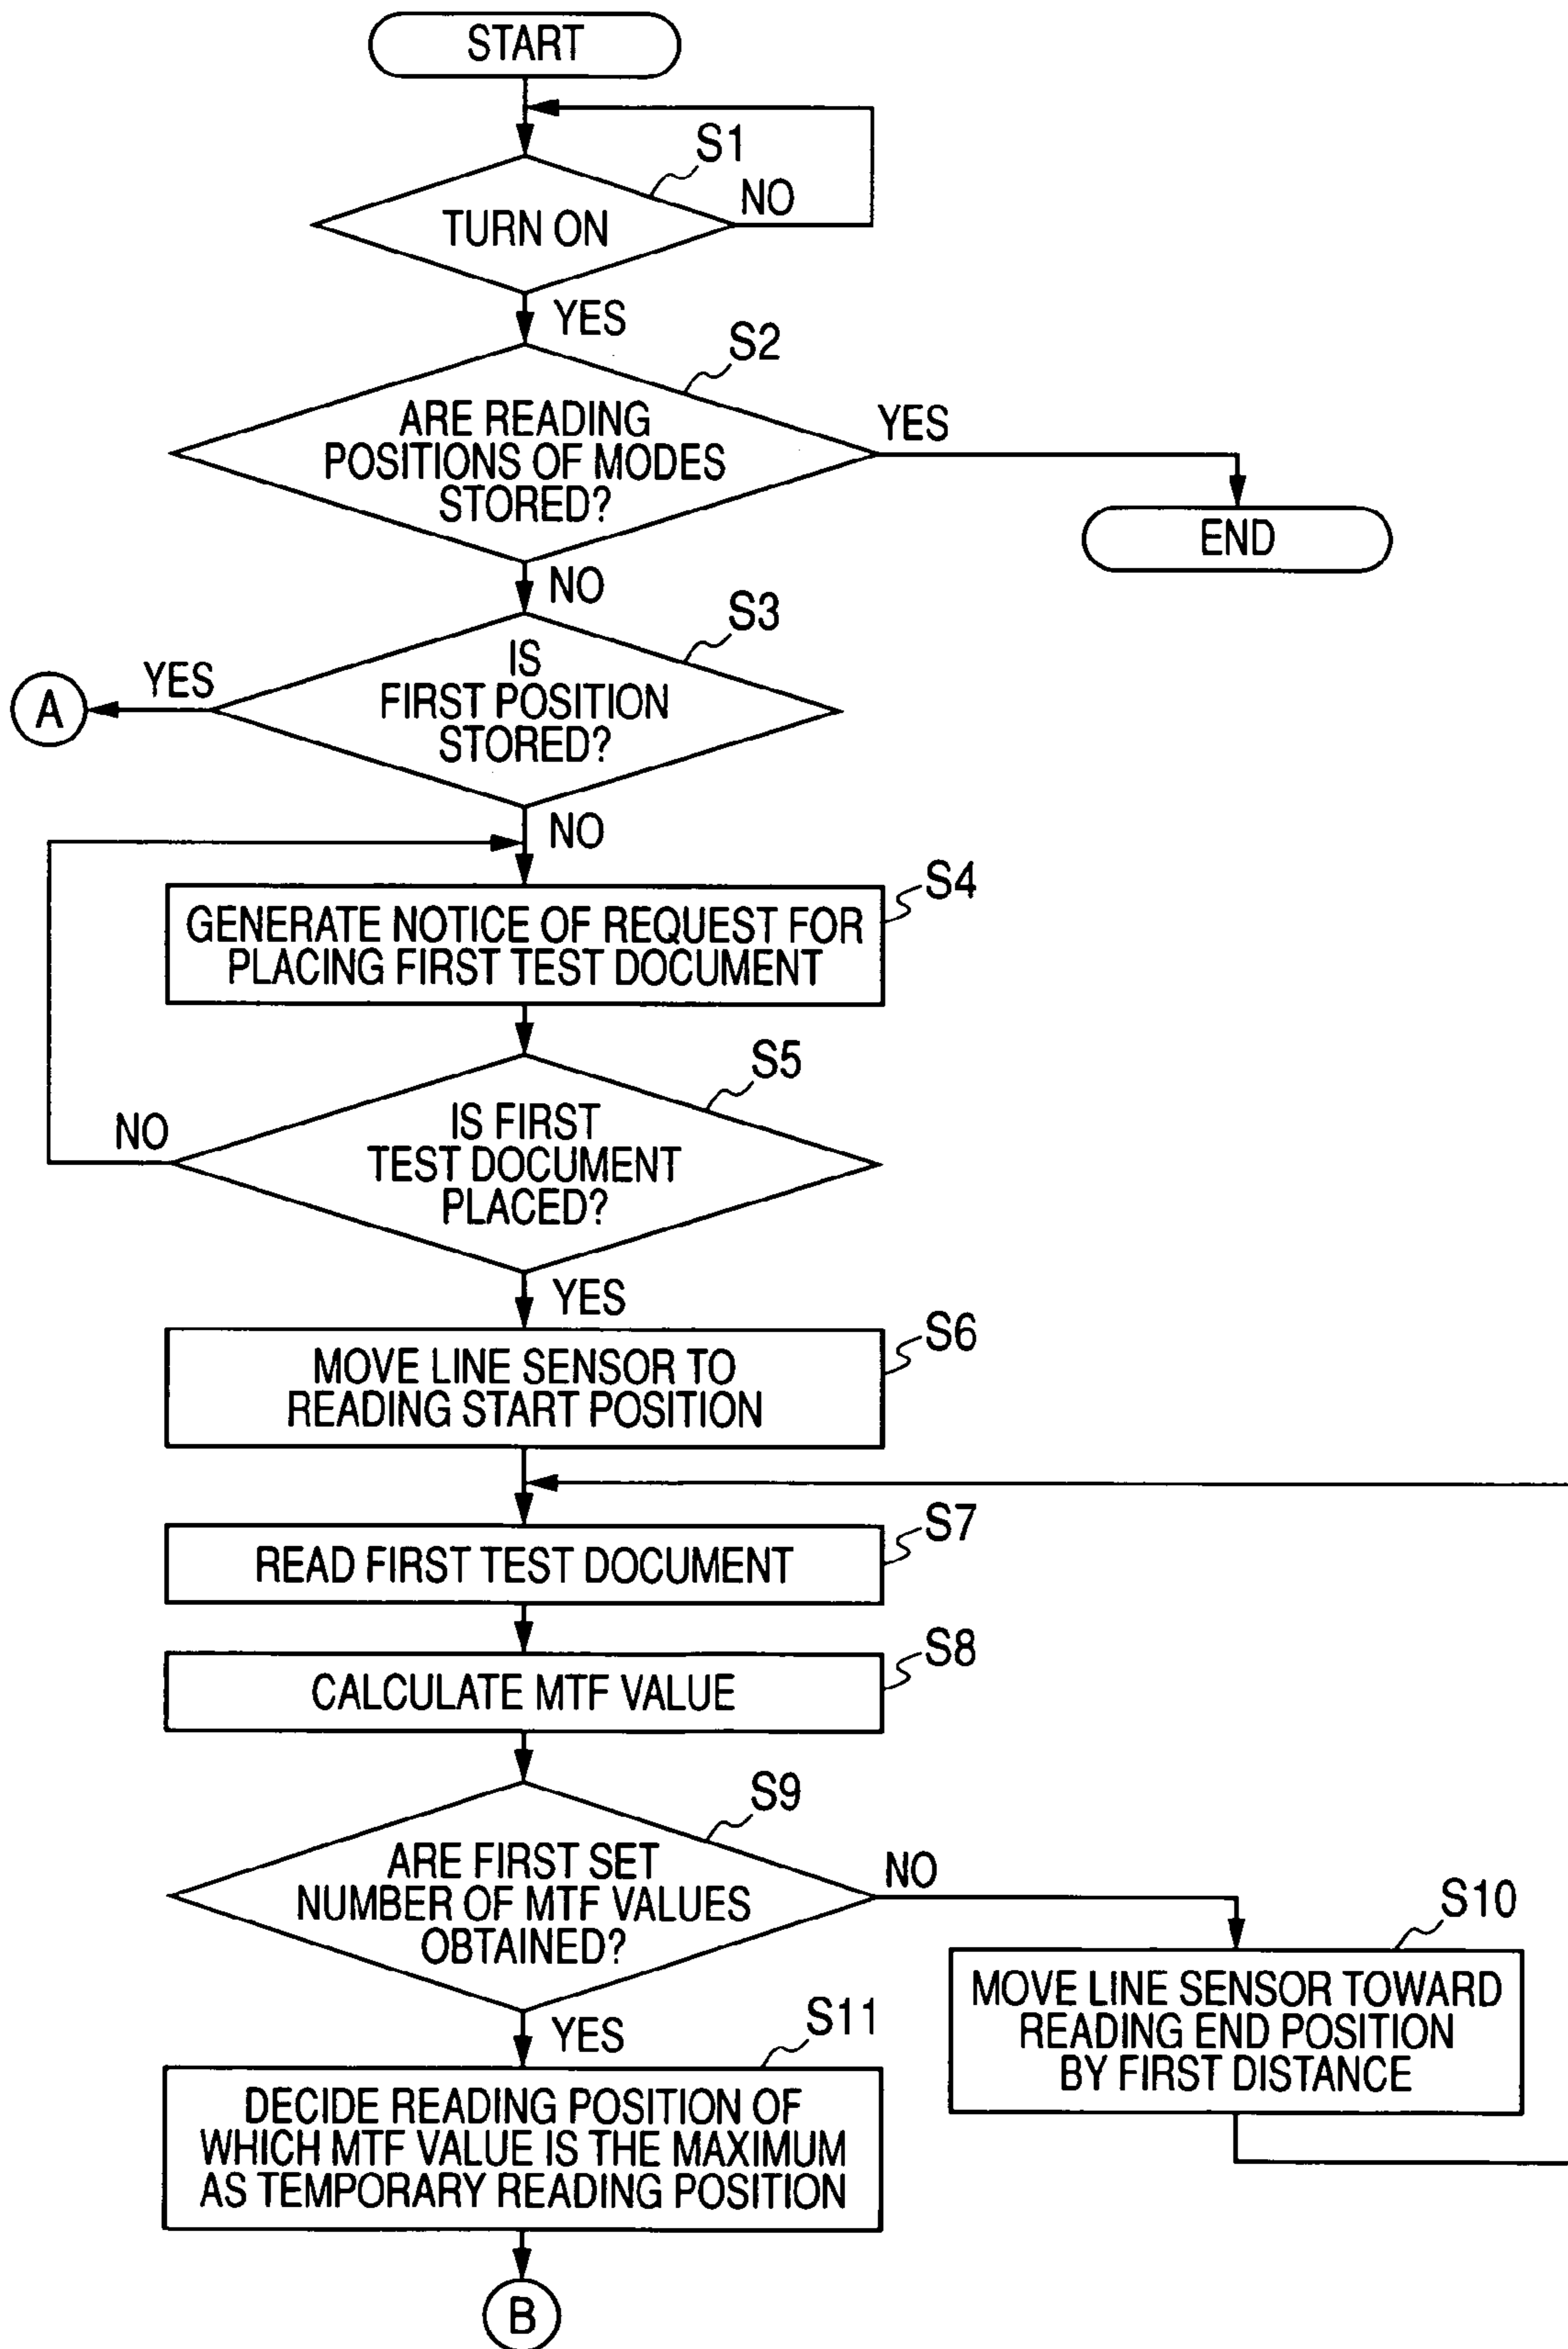 START
S1
TURN ON
NO
YES
S2
ARE READING
POSITIONS OF MODES
STORED?
YES
END
NO
S3
IS
FIRST POSITION
STORED?
YES
A
NO
S4
GENERATE NOTICE OF REQUEST FOR
PLACING FIRST TEST DOCUMENT
S5
IS FIRST
TEST DOCUMENT
PLACED?
NO
YES
S6
MOVE LINE SENSOR TO
READING START POSITION
S7
READ FIRST TEST DOCUMENT
S8
CALCULATE MTF VALUE
S9
ARE FIRST SET
NUMBER OF MTF VALUES
OBTAINED?
NO
S10
MOVE LINE SENSOR TOWARD
READING END POSITION
BY FIRST DISTANCE
YES
S11
DECIDE READING POSITION OF
WHICH MTF VALUE IS THE MAXIMUM
AS TEMPORARY READING POSITION
B